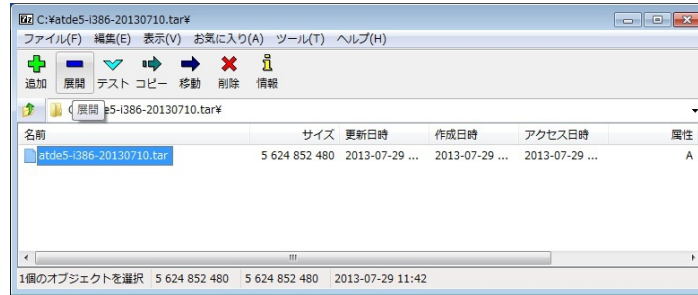 C:¥atde5-i386-20130710.tar¥
ファイル(F) 編集(E) 表示(V) お気に入り(A) ツール(T) ヘルプ(H)
追加 展開 テスト コピー 移動 削除 情報
展開 e5-i386-20130710.tar¥
名前 サイズ 更新日時 作成日時 アクセス日時 属性
atde5-i386-20130710.tar 5 624 852 480 2013-07-29 ... 2013-07-29 ... 2013-07-29 ... A
1個のオブジェクトを選択 5 624 852 480 5 624 852 480 2013-07-29 11:42